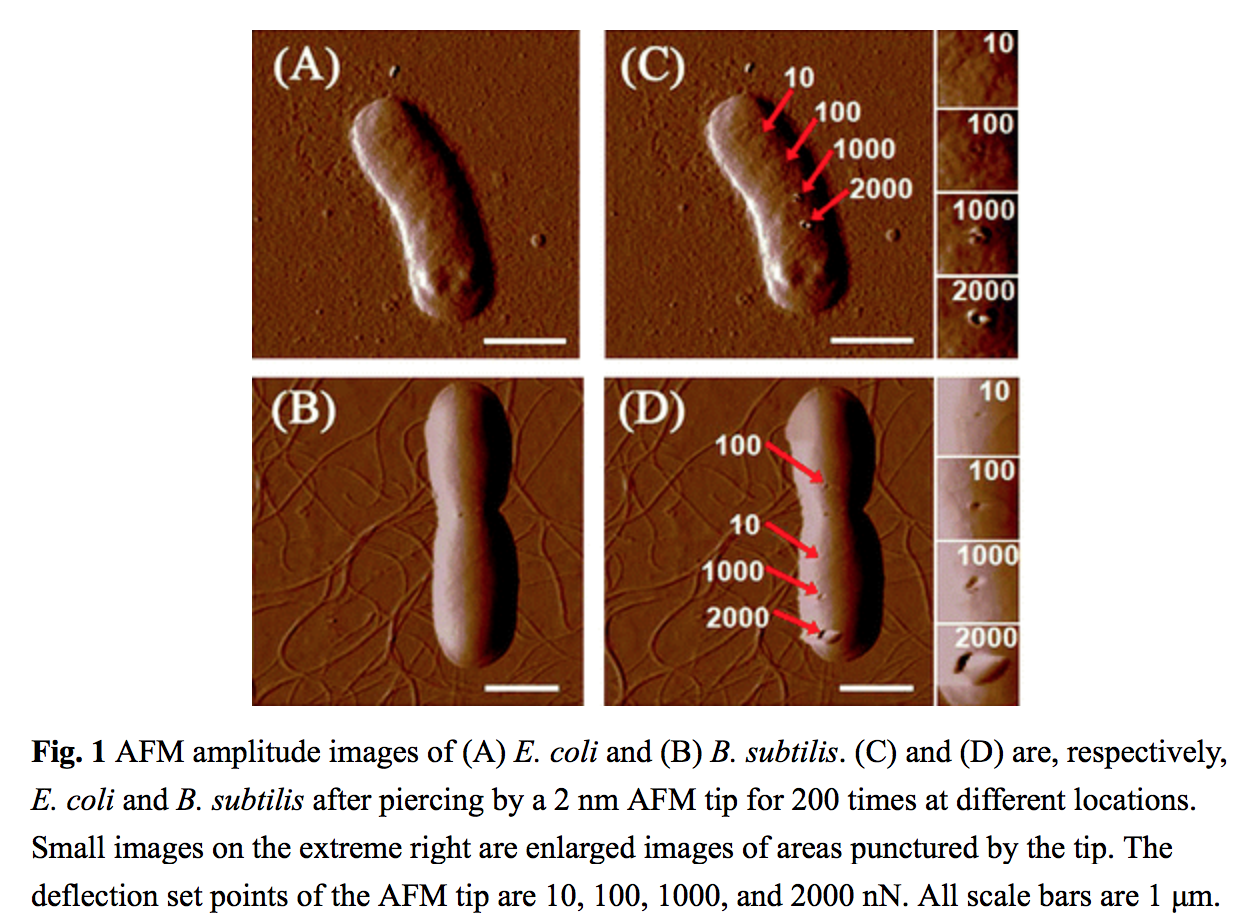 (A)
(C)
10
100
1000
2000
10
100
1000
2000
(B)
(D)
100
10
1000
2000
10
100
1000
2000
Fig. 1 AFM amplitude images of (A) E. coli and (B) B. subtilis. (C) and (D) are, respectively,
E. coli and B. subtilis after piercing by a 2 nm AFM tip for 200 times at different locations.
Small images on the extreme right are enlarged images of areas punctured by the tip. The
deflection set points of the AFM tip are 10, 100, 1000, and 2000 nN. All scale bars are 1 μm.